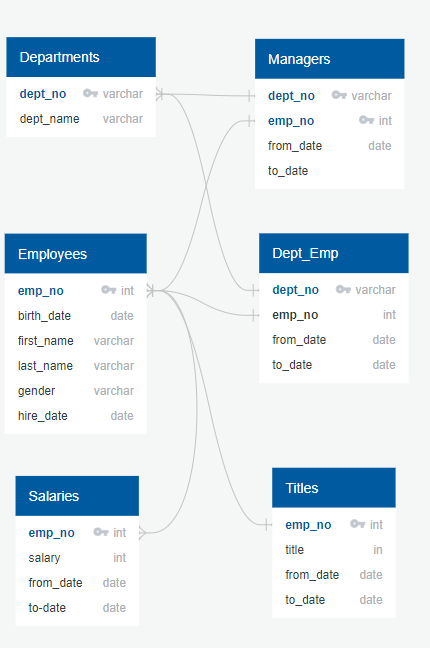 Departments
dept_no varchar
dept_name varchar
Managers
dept_no varchar
emp_no int
from_date date
to_date
Employees
emp_no int
birth_date date
first_name varchar
last_name varchar
gender varchar
hire_date date
Dept_Emp
dept_no varchar
emp_no int
from_date date
to_date date
Salaries
emp_no int
salary int
from_date date
to-date date
Titles
emp_no int
title in
from_date date
to_date date